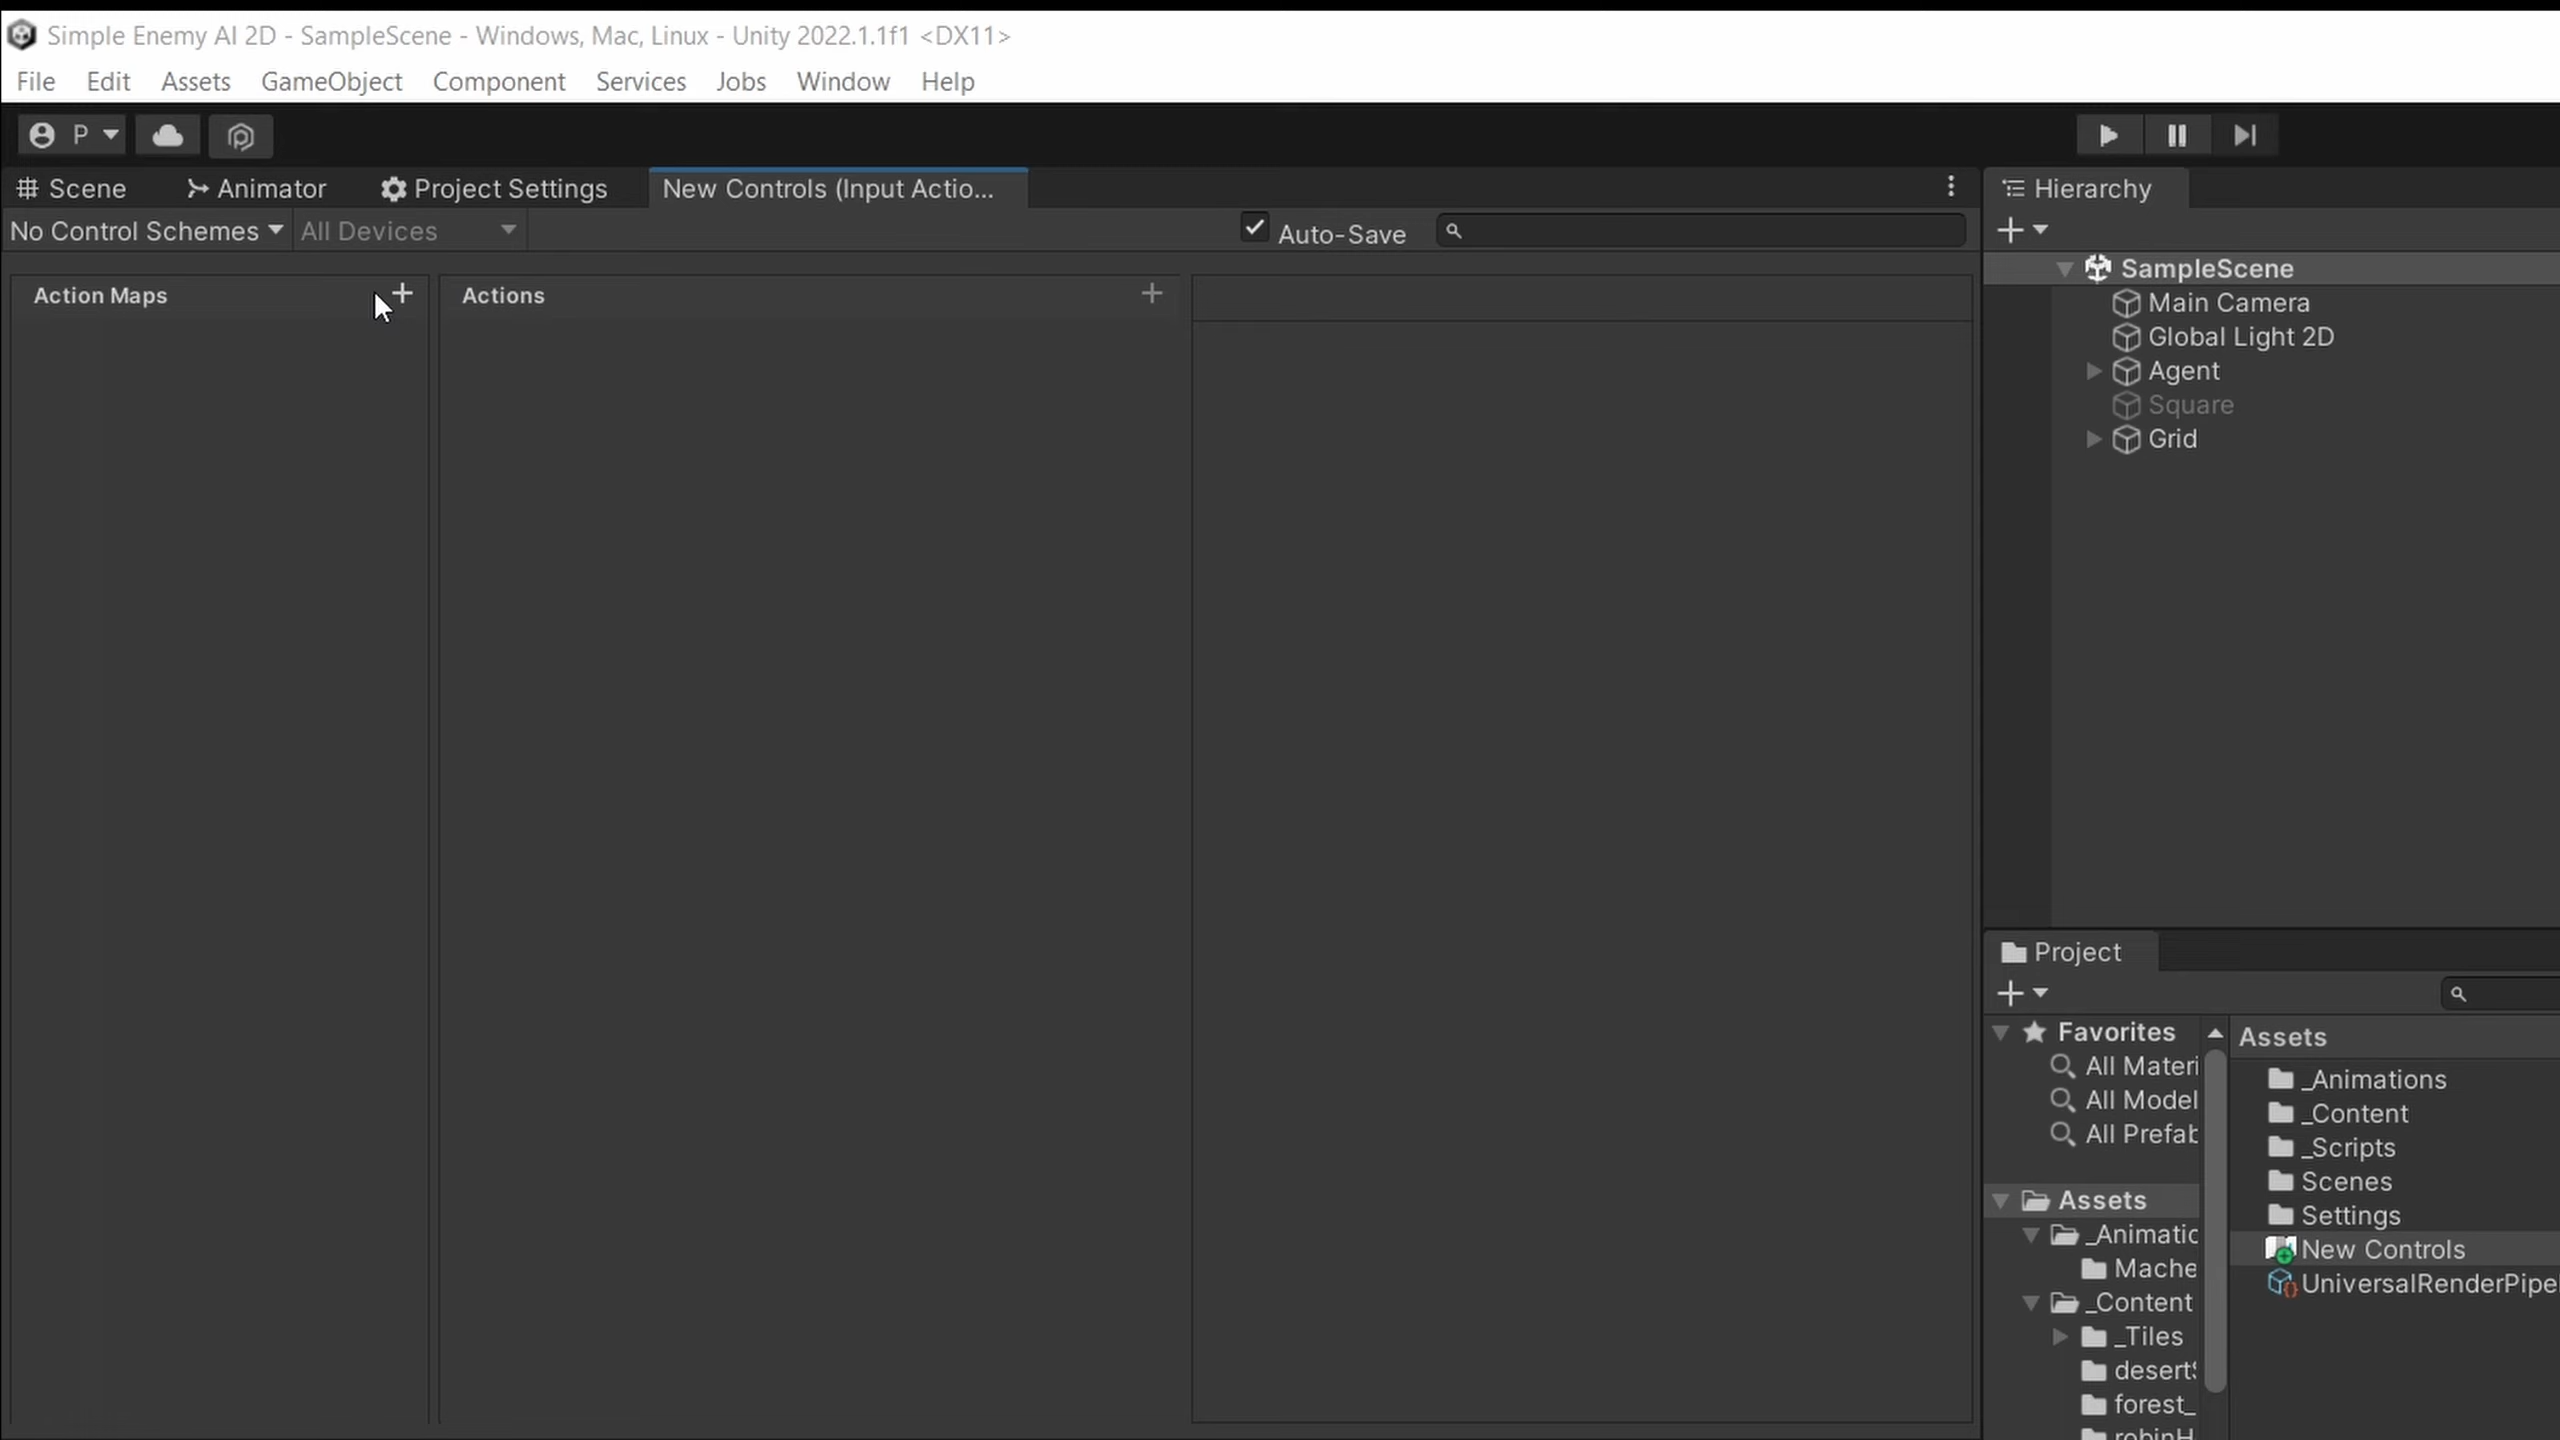 Simple Enemy AI 2D - SampleScene - Windows, Mac, Linux - Unity 2022.1.1f1 <DX11>
File Edit Assets GameObject Component Services Jobs Window Help
P
Scene Animator Project Settings New Controls (Input Actio...
No Control Schemes All Devices Auto-Save
Action Maps Actions
Hierarchy
SampleScene
Main Camera
Global Light 2D
Agent
Square
Grid
Project
Favorites
All Materi
All Model
All Prefab
Assets
_Animatic
Mache
_Content
_Tiles
desert
forest_
robinH
Assets
_Animations
_Content
_Scripts
Scenes
Settings
New Controls
UniversalRenderPipe